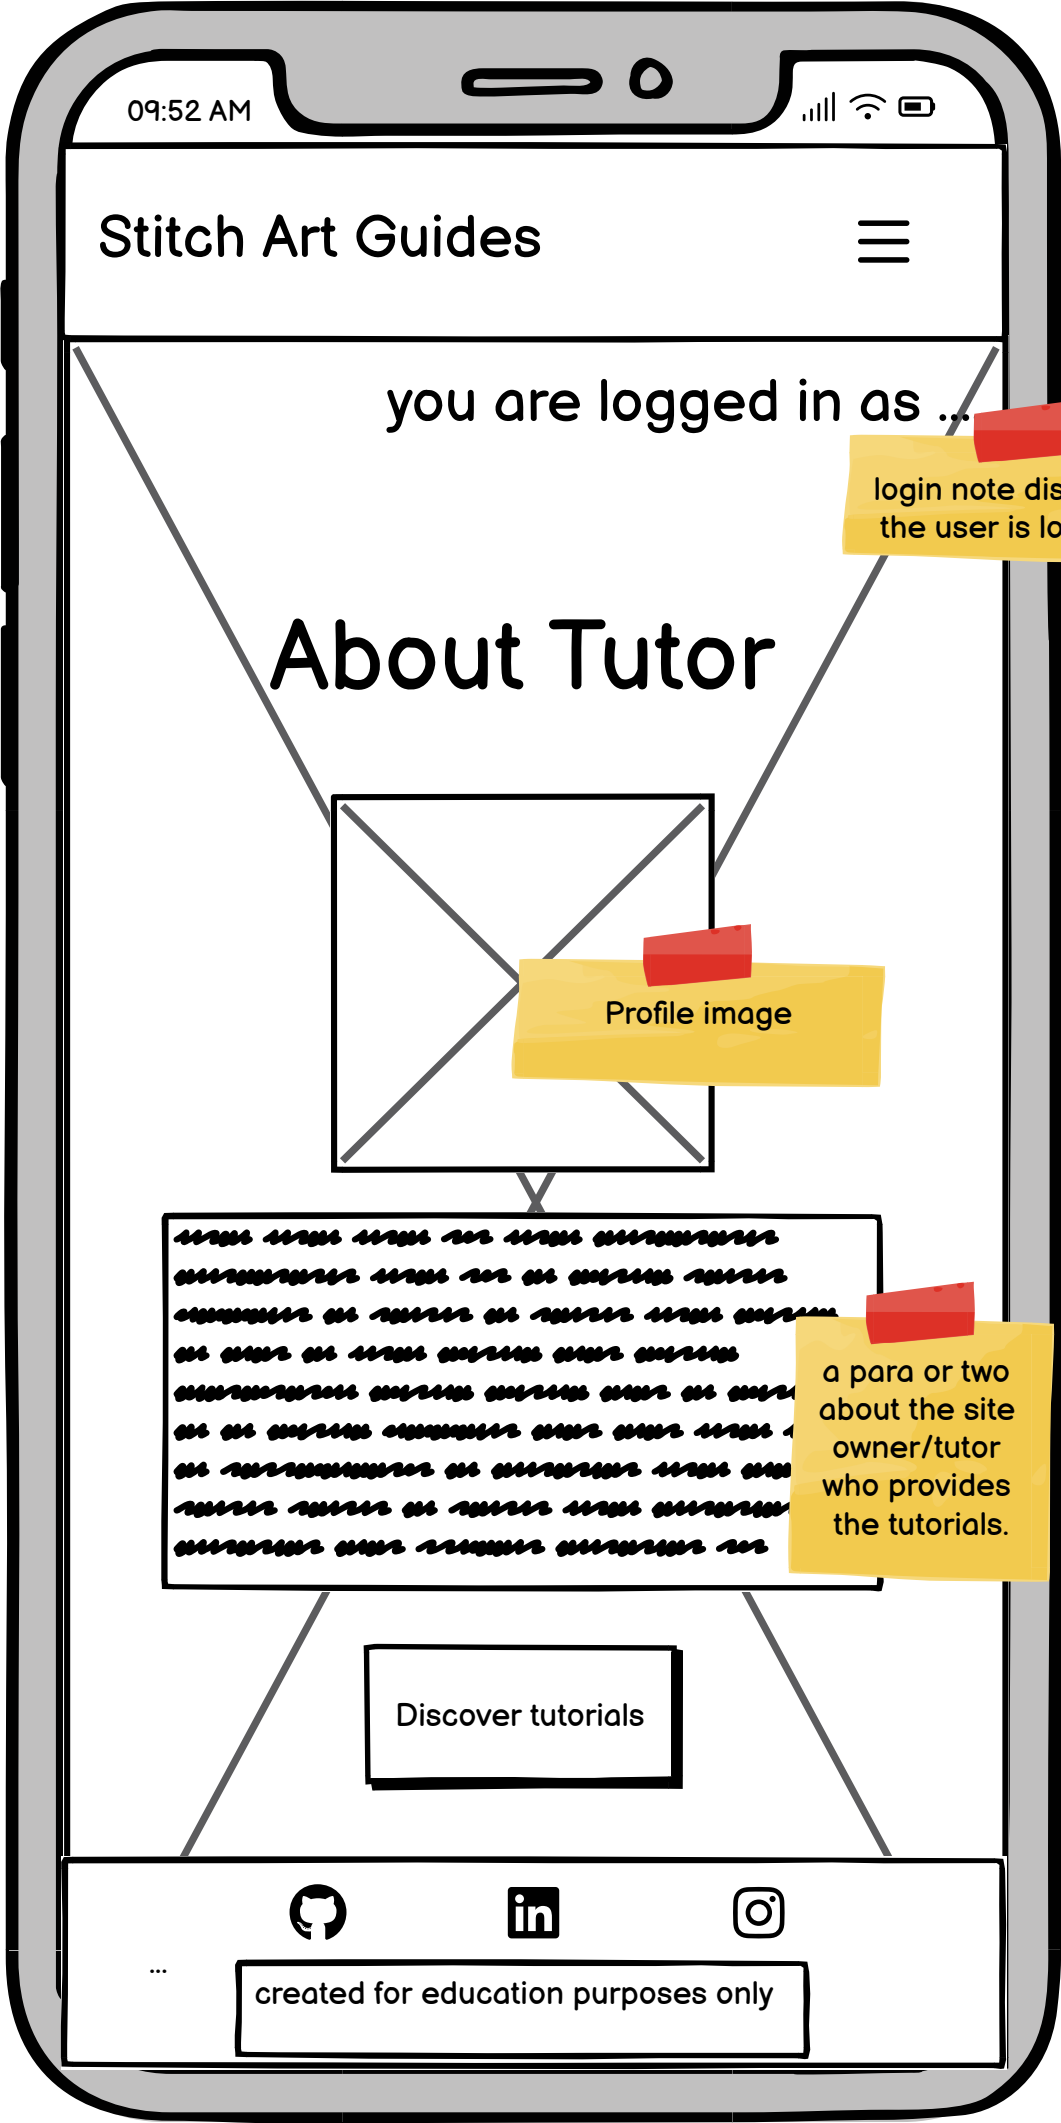 09:52 AM
Stitch Art Guides
you are logged in as ...
login note
the user is
About Tutor
Profile image
a para or two
about the site
owner/tutor
who provides
the tutorials.
Discover tutorials
in
...
created for education purposes only